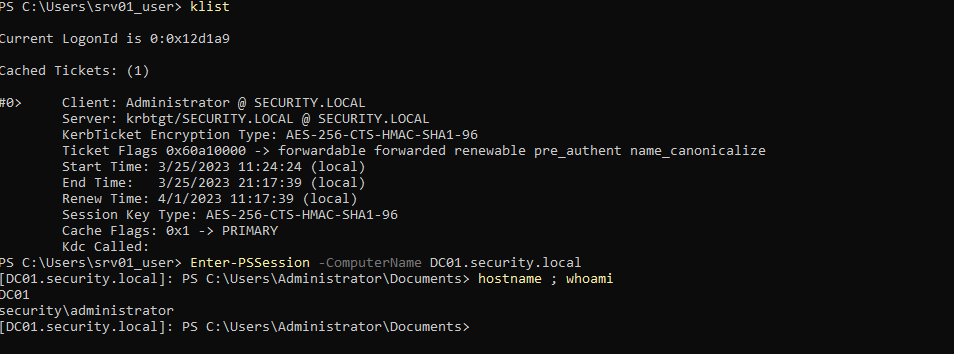 PS C:\Users\srv01_user> klist
Current LogonId is 0:0x12d1a9
Cached Tickets: (1)
#0> Client: Administrator @ SECURITY.LOCAL
Server: krbtgt/SECURITY.LOCAL @ SECURITY.LOCAL
KerbTicket Encryption Type: AES-256-CTS-HMAC-SHA1-96
Ticket Flags 0x60a10000 -> forwardable forwarded renewable pre_authent name_canonicalize
Start Time: 3/25/2023 11:24:24 (local)
End Time: 3/25/2023 21:17:39 (local)
Renew Time: 4/1/2023 11:17:39 (local)
Session Key Type: AES-256-CTS-HMAC-SHA1-96
Cache Flags: 0x1 -> PRIMARY
Kdc Called:
PS C:\Users\srv01_user> Enter-PSSession -ComputerName DC01.security.local
[DC01.security.local]: PS C:\Users\Administrator\Documents> hostname ; whoami
DC01
security\administrator
[DC01.security.local]: PS C:\Users\Administrator\Documents>